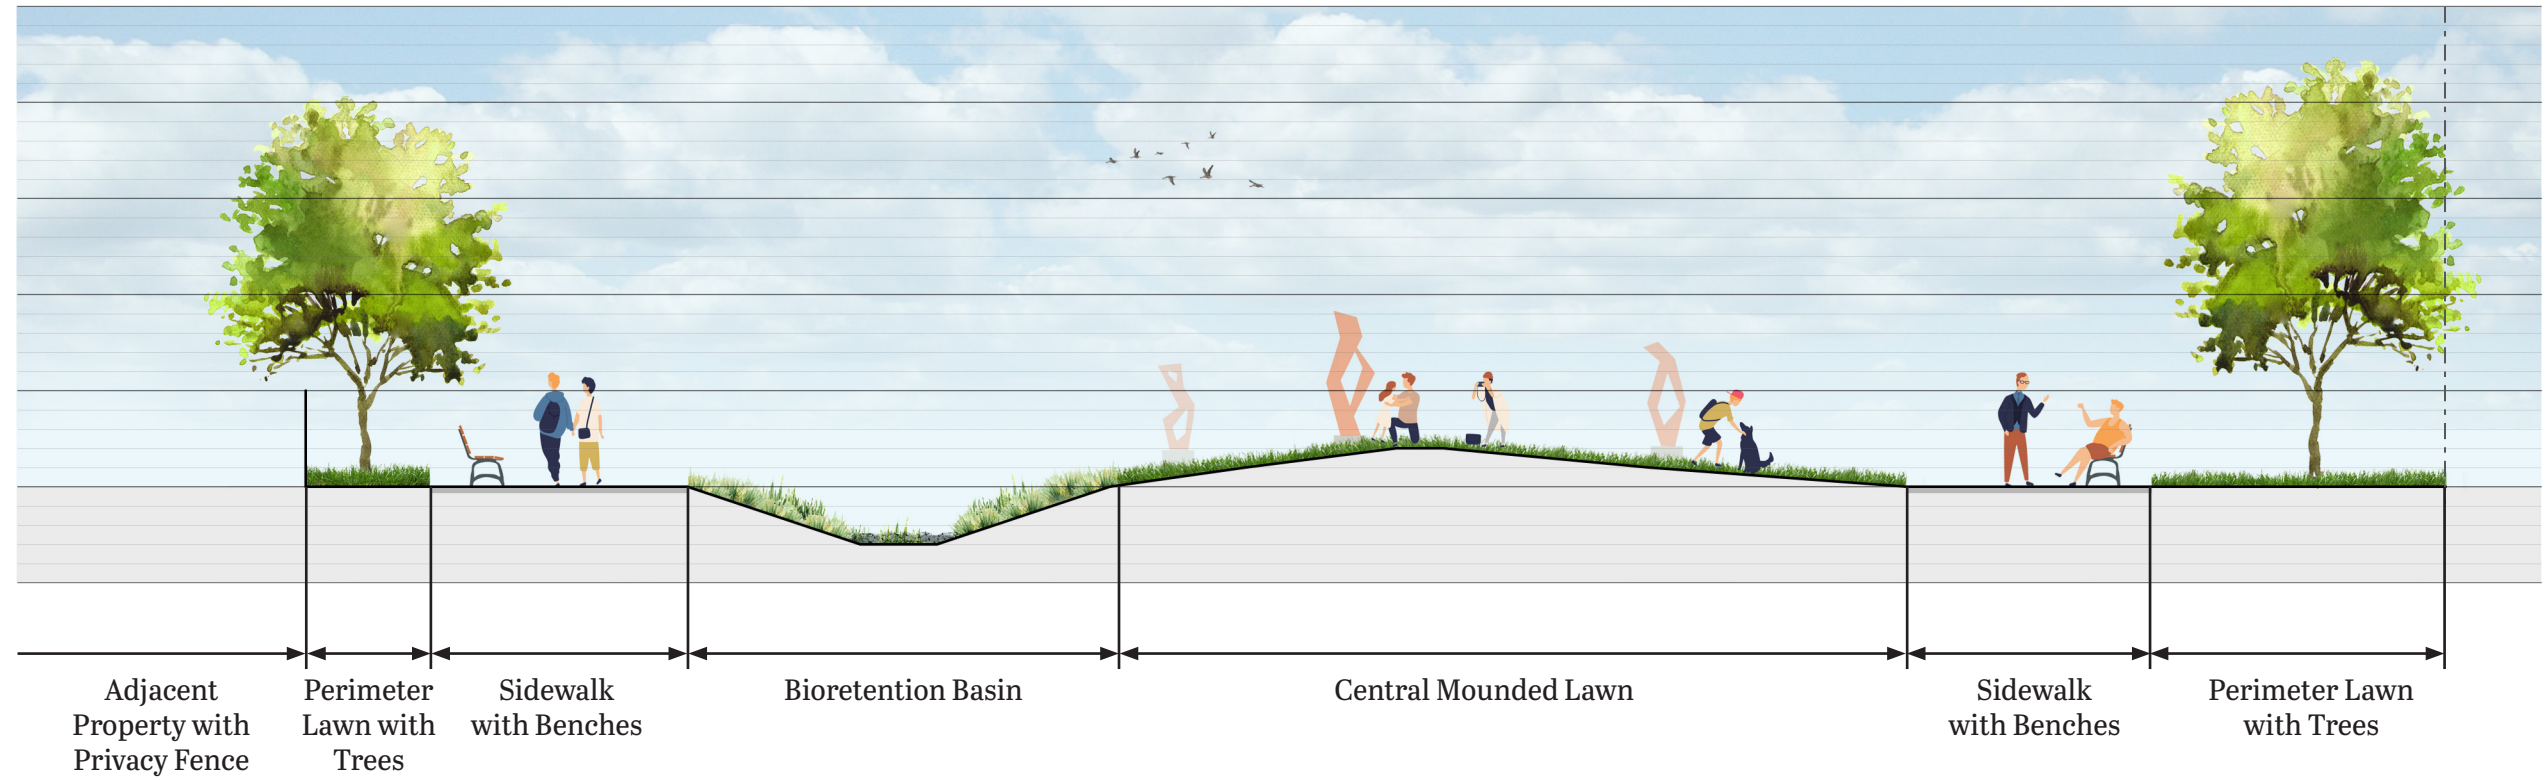 Adjacent
Property with
Privacy Fence
Perimeter
Lawn with
Trees
Sidewalk
with Benches
Bioretention Basin
Central Mounded Lawn
Sidewalk
with Benches
Perimeter Lawn
with Trees